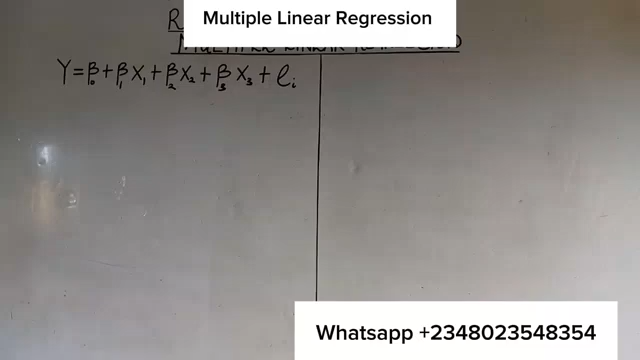 Multiple Linear Regression
Y = β₀ + β₁X₁ + β₂X₂ + β₃X₃ + eᵢ
Whatsapp +2348023548354